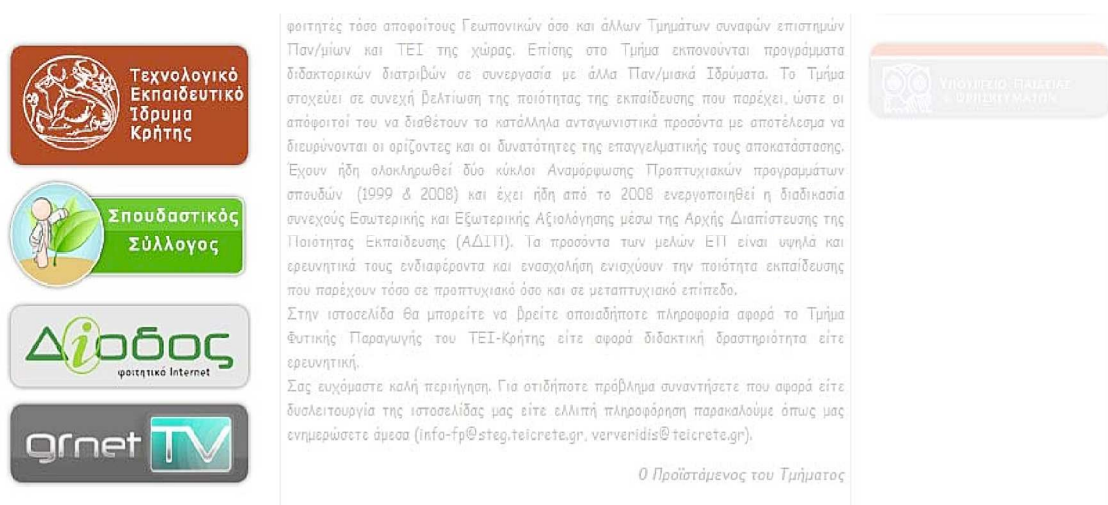 Τεχνολογικό
Εκπαιδευτικό
Ίδρυμα
Κρήτης
Σπουδαστικός
Σύλλογος
Δίοδος
φοιτητικό Internet
grnet TV
φοιτητές τόσο αποφοίτους Γεωπονικών όσο και άλλων Τμημάτων συναφών επιστημών
Παν/μίων και ΤΕΙ της χώρας. Επίσης στο Τμήμα εκπονούνται προγράμματα
διδακτορικών διατριβών σε συνεργασία με άλλα Παν/μιακά Ιδρύματα. Το Τμήμα
στοχεύει σε συνεχή βελτίωση της ποιότητας της εκπαίδευσης που παρέχει, ώστε οι
απόφοιτοί του να διαθέτουν τα κατάλληλα ανταγωνιστικά προσόντα με αποτέλεσμα να
διευρύνονται οι ορίζοντες και οι δυνατότητες της επαγγελματικής τους αποκατάστασης.
Έχουν ήδη ολοκληρωθεί δύο κύκλοι Αναμόρφωσης Προπτυχιακών προγραμμάτων
σπουδών (1999 & 2008) και έχει ήδη από το 2008 ενεργοποιηθεί η διαδικασία
συνεχούς Εσωτερικής και Εξωτερικής Αξιολόγησης μέσω της Αρχής Διαπίστευσης της
Ποιότητας Εκπαίδευσης (ΑΔΙΠ). Τα προσόντα των μελών ΕΠ είναι υψηλά και
ερευνητικά τους ενδιαφέροντα και ενασχολήση ενισχύουν την ποιότητα εκπαίδευσης
που παρέχουν τόσο σε προπτυχιακό όσο και σε μεταπτυχιακό επίπεδο.
Στην ιστοσελίδα θα μπορείτε να βρείτε οποιαδήποτε πληροφορία αφορά το Τμήμα
Φυτικής Παραγωγής του ΤΕΙ-Κρήτης είτε αφορά διδακτική δραστηριότητα είτε
ερευνητική.
Σας ευχόμαστε καλή περιήγηση. Για οτιδήποτε πρόβλημα συναντήσετε που αφορά είτε
δυσλειτουργία της ιστοσελίδας μας είτε ελλιπή πληροφόρηση παρακαλούμε όπως μας
ενημερώσετε άμεσα (info-fp@steg.teicrete.gr, ververidis@teicrete.gr).
Ο Προϊστάμενος του Τμήματος
ΥΠΟΥΡΓΕΙΟ ΠΑΙΔΕΙΑΣ
& ΘΡΗΣΚΕΥΜΑΤΩΝ